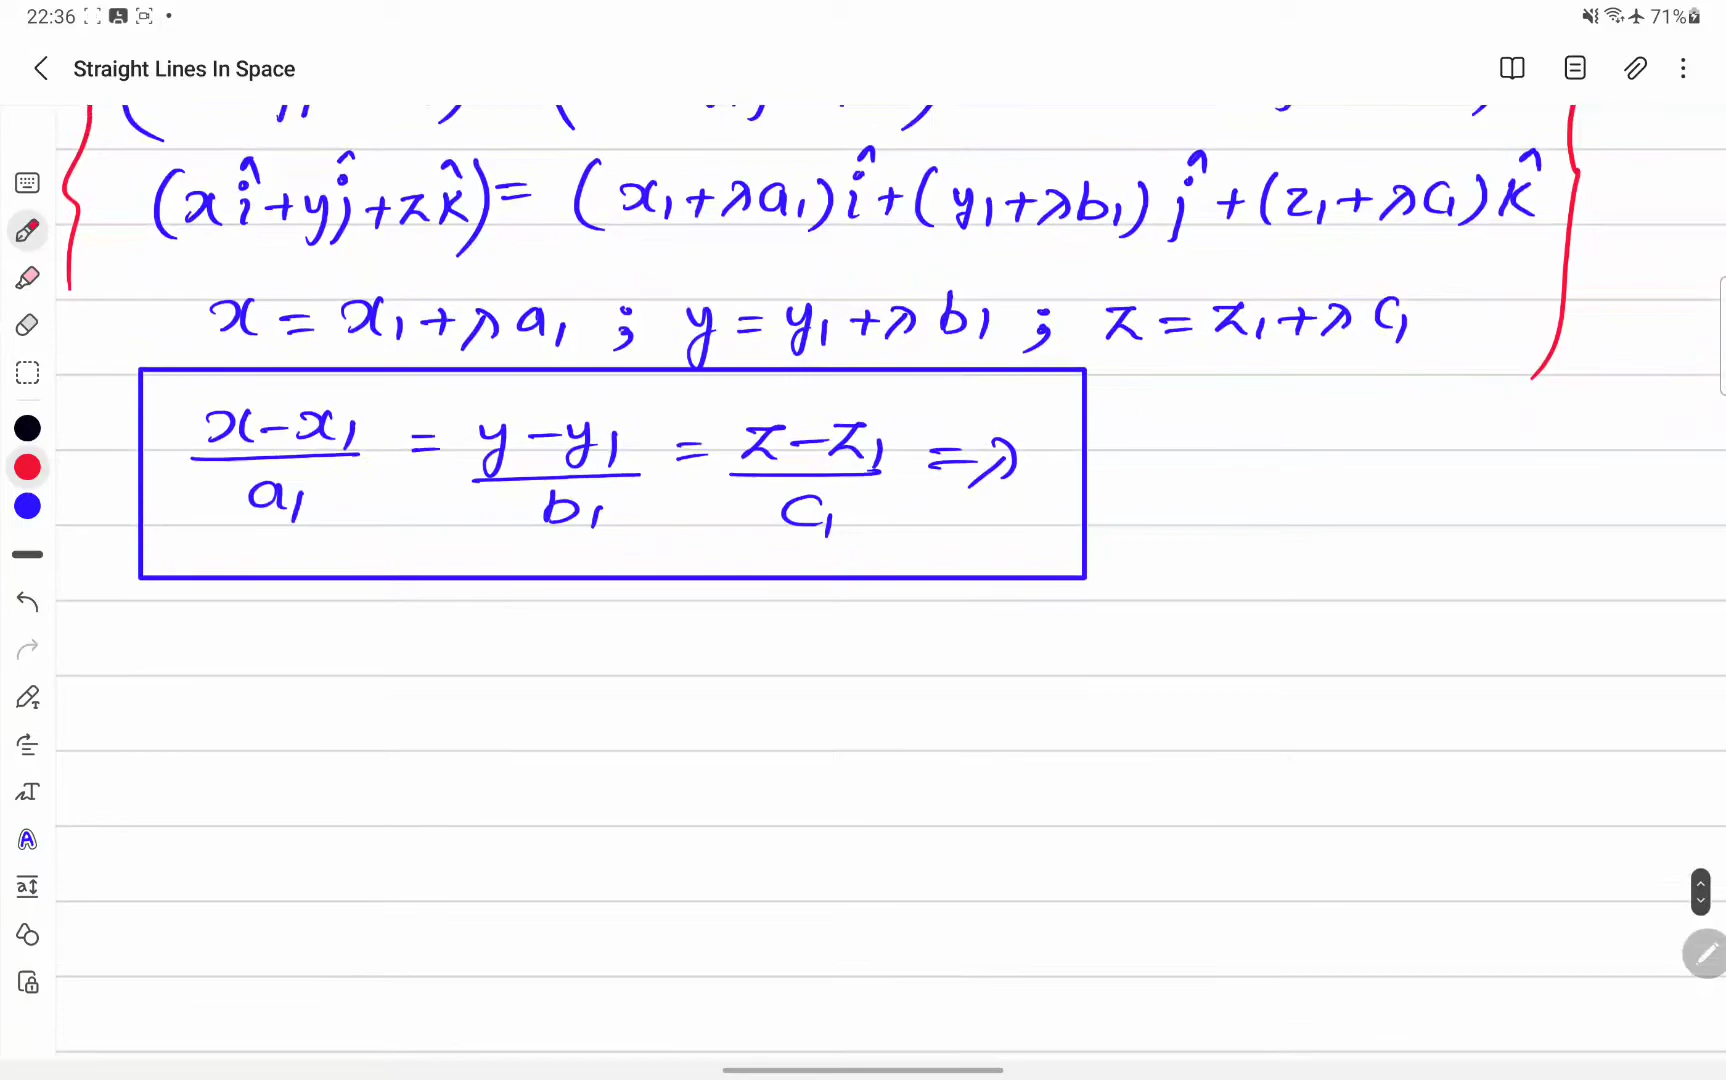 22:36
71%
Straight Lines In Space
(xî+yĵ+zk̂)= (x₁+λa₁)î+(y₁+λb₁)ĵ+(z₁+λc₁)k̂
x = x₁+λa₁ ; y = y₁+λb₁ ; z = z₁+λc₁
x-x₁/a₁ = y-y₁/b₁ = z-z₁/c₁ =λ